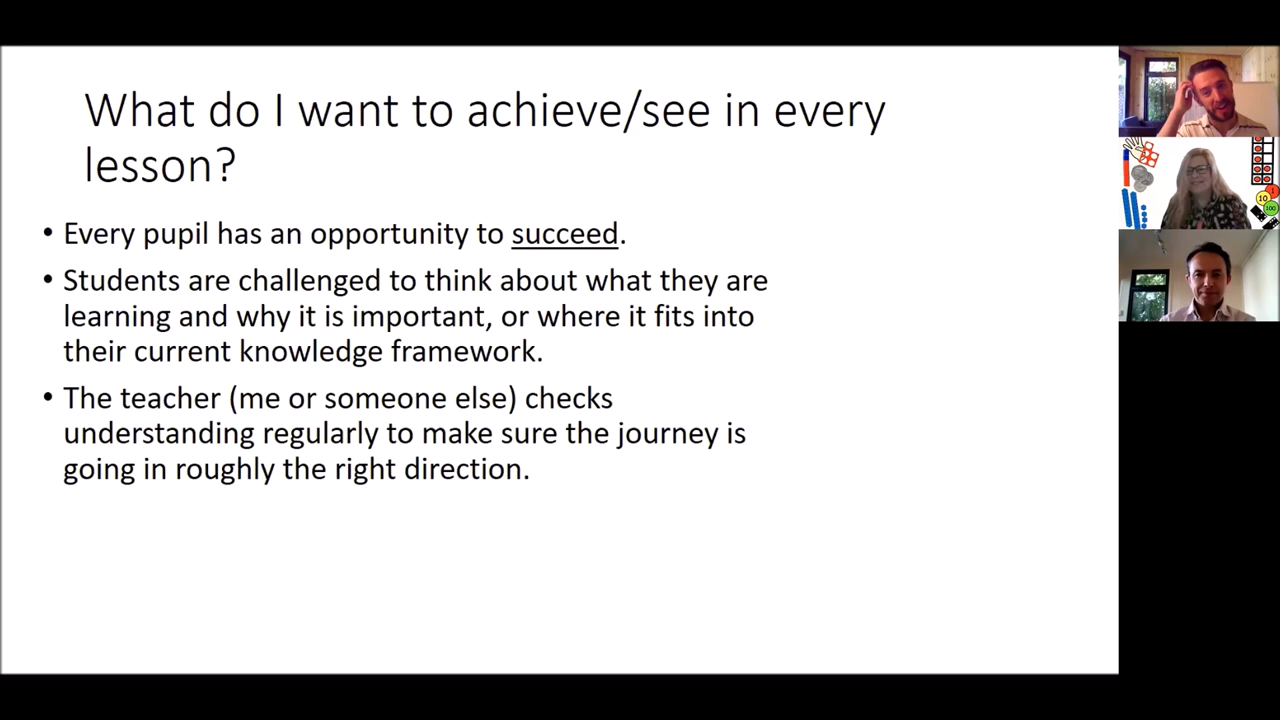 What do I want to achieve/see in every
lesson?
• Every pupil has an opportunity to succeed.
• Students are challenged to think about what they are
learning and why it is important, or where it fits into
their current knowledge framework.
• The teacher (me or someone else) checks
understanding regularly to make sure the journey is
going in roughly the right direction.
1
10
100